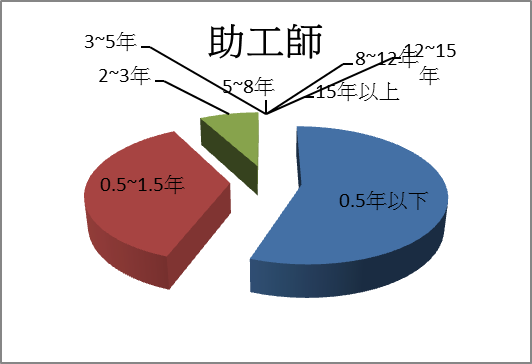 助工師
3~5年
2~3年
5~8年
8~12年
12~15
年
15年以上
0.5~1.5年
0.5年以下